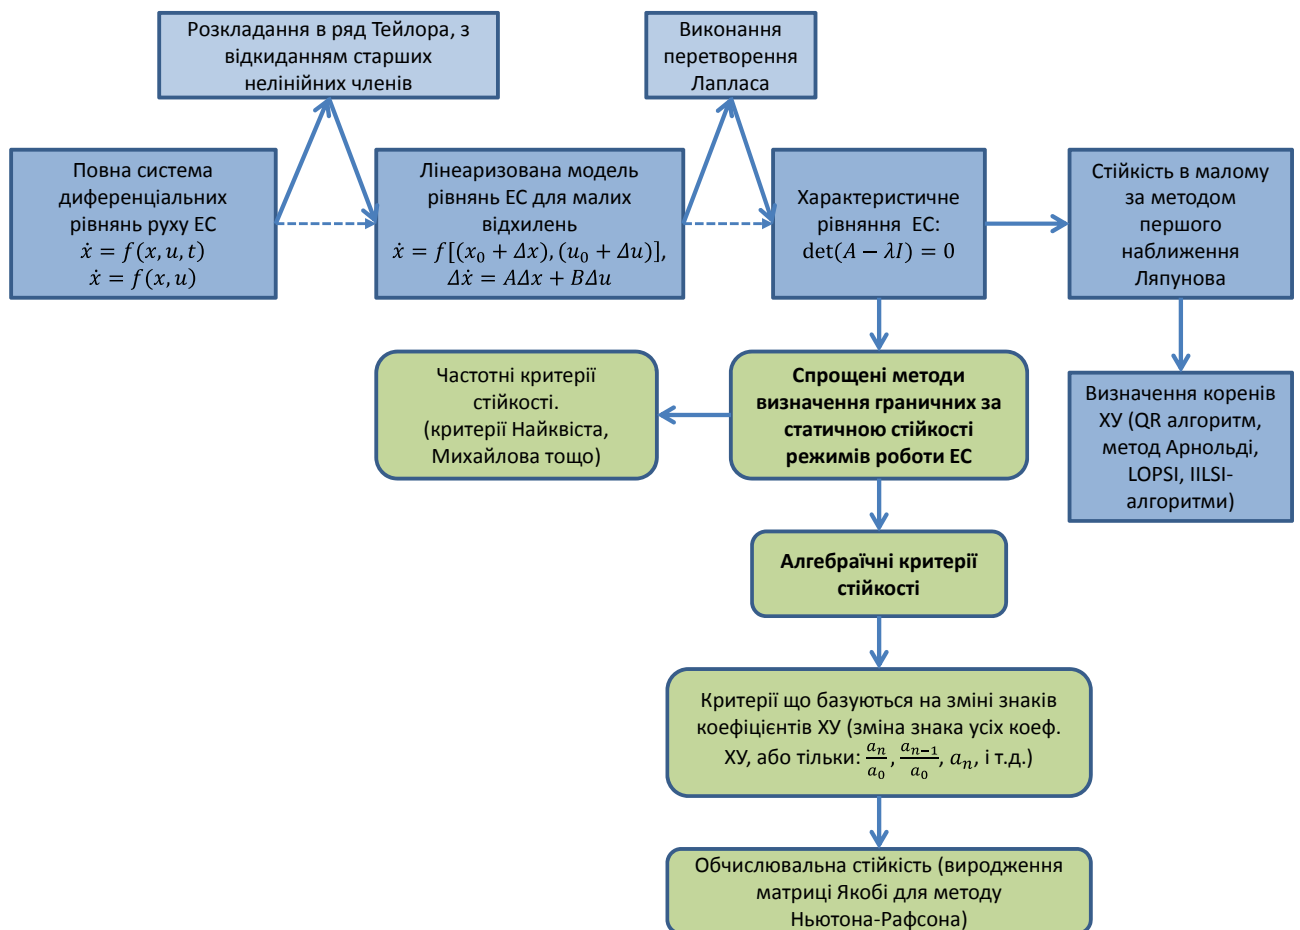 Розкладання в ряд Тейлора, з
відкиданням старших
нелінійних членів
Виконання
перетворення
Лапласа
Повна система
диференціальних
рівнянь руху ЕС
ẋ = f(x, u, t)
ẋ = f(x, u)
Лінеаризована модель
рівнянь ЕС для малих
відхилень
ẋ = f[(x₀ + Δx), (u₀ + Δu)],
Δẋ = AΔx + BΔu
Характеристичне
рівняння ЕС:
det(A − λI) = 0
Стійкість в малому
за методом
першого
наближення
Ляпунова
Частотні критерії
стійкості.
(критерії Найквіста,
Михайлова тощо)
Спрощені методи
визначення граничних за
статичною стійкості
режимів роботи ЕС
Визначення коренів
ХУ (QR алгоритм,
метод Арнольді,
LOPSI, IILSI-
алгоритми)
Алгебраїчні критерії
стійкості
Критерії що базуються на зміні знаків
коефіцієнтів ХУ (зміна знака усіх коеф.
ХУ, або тільки: aₙ/a₀, aₙ₋₁/a₀, aₙ, і т.д.)
Обчислювальна стійкість (виродження
матриці Якобі для методу
Ньютона-Рафсона)